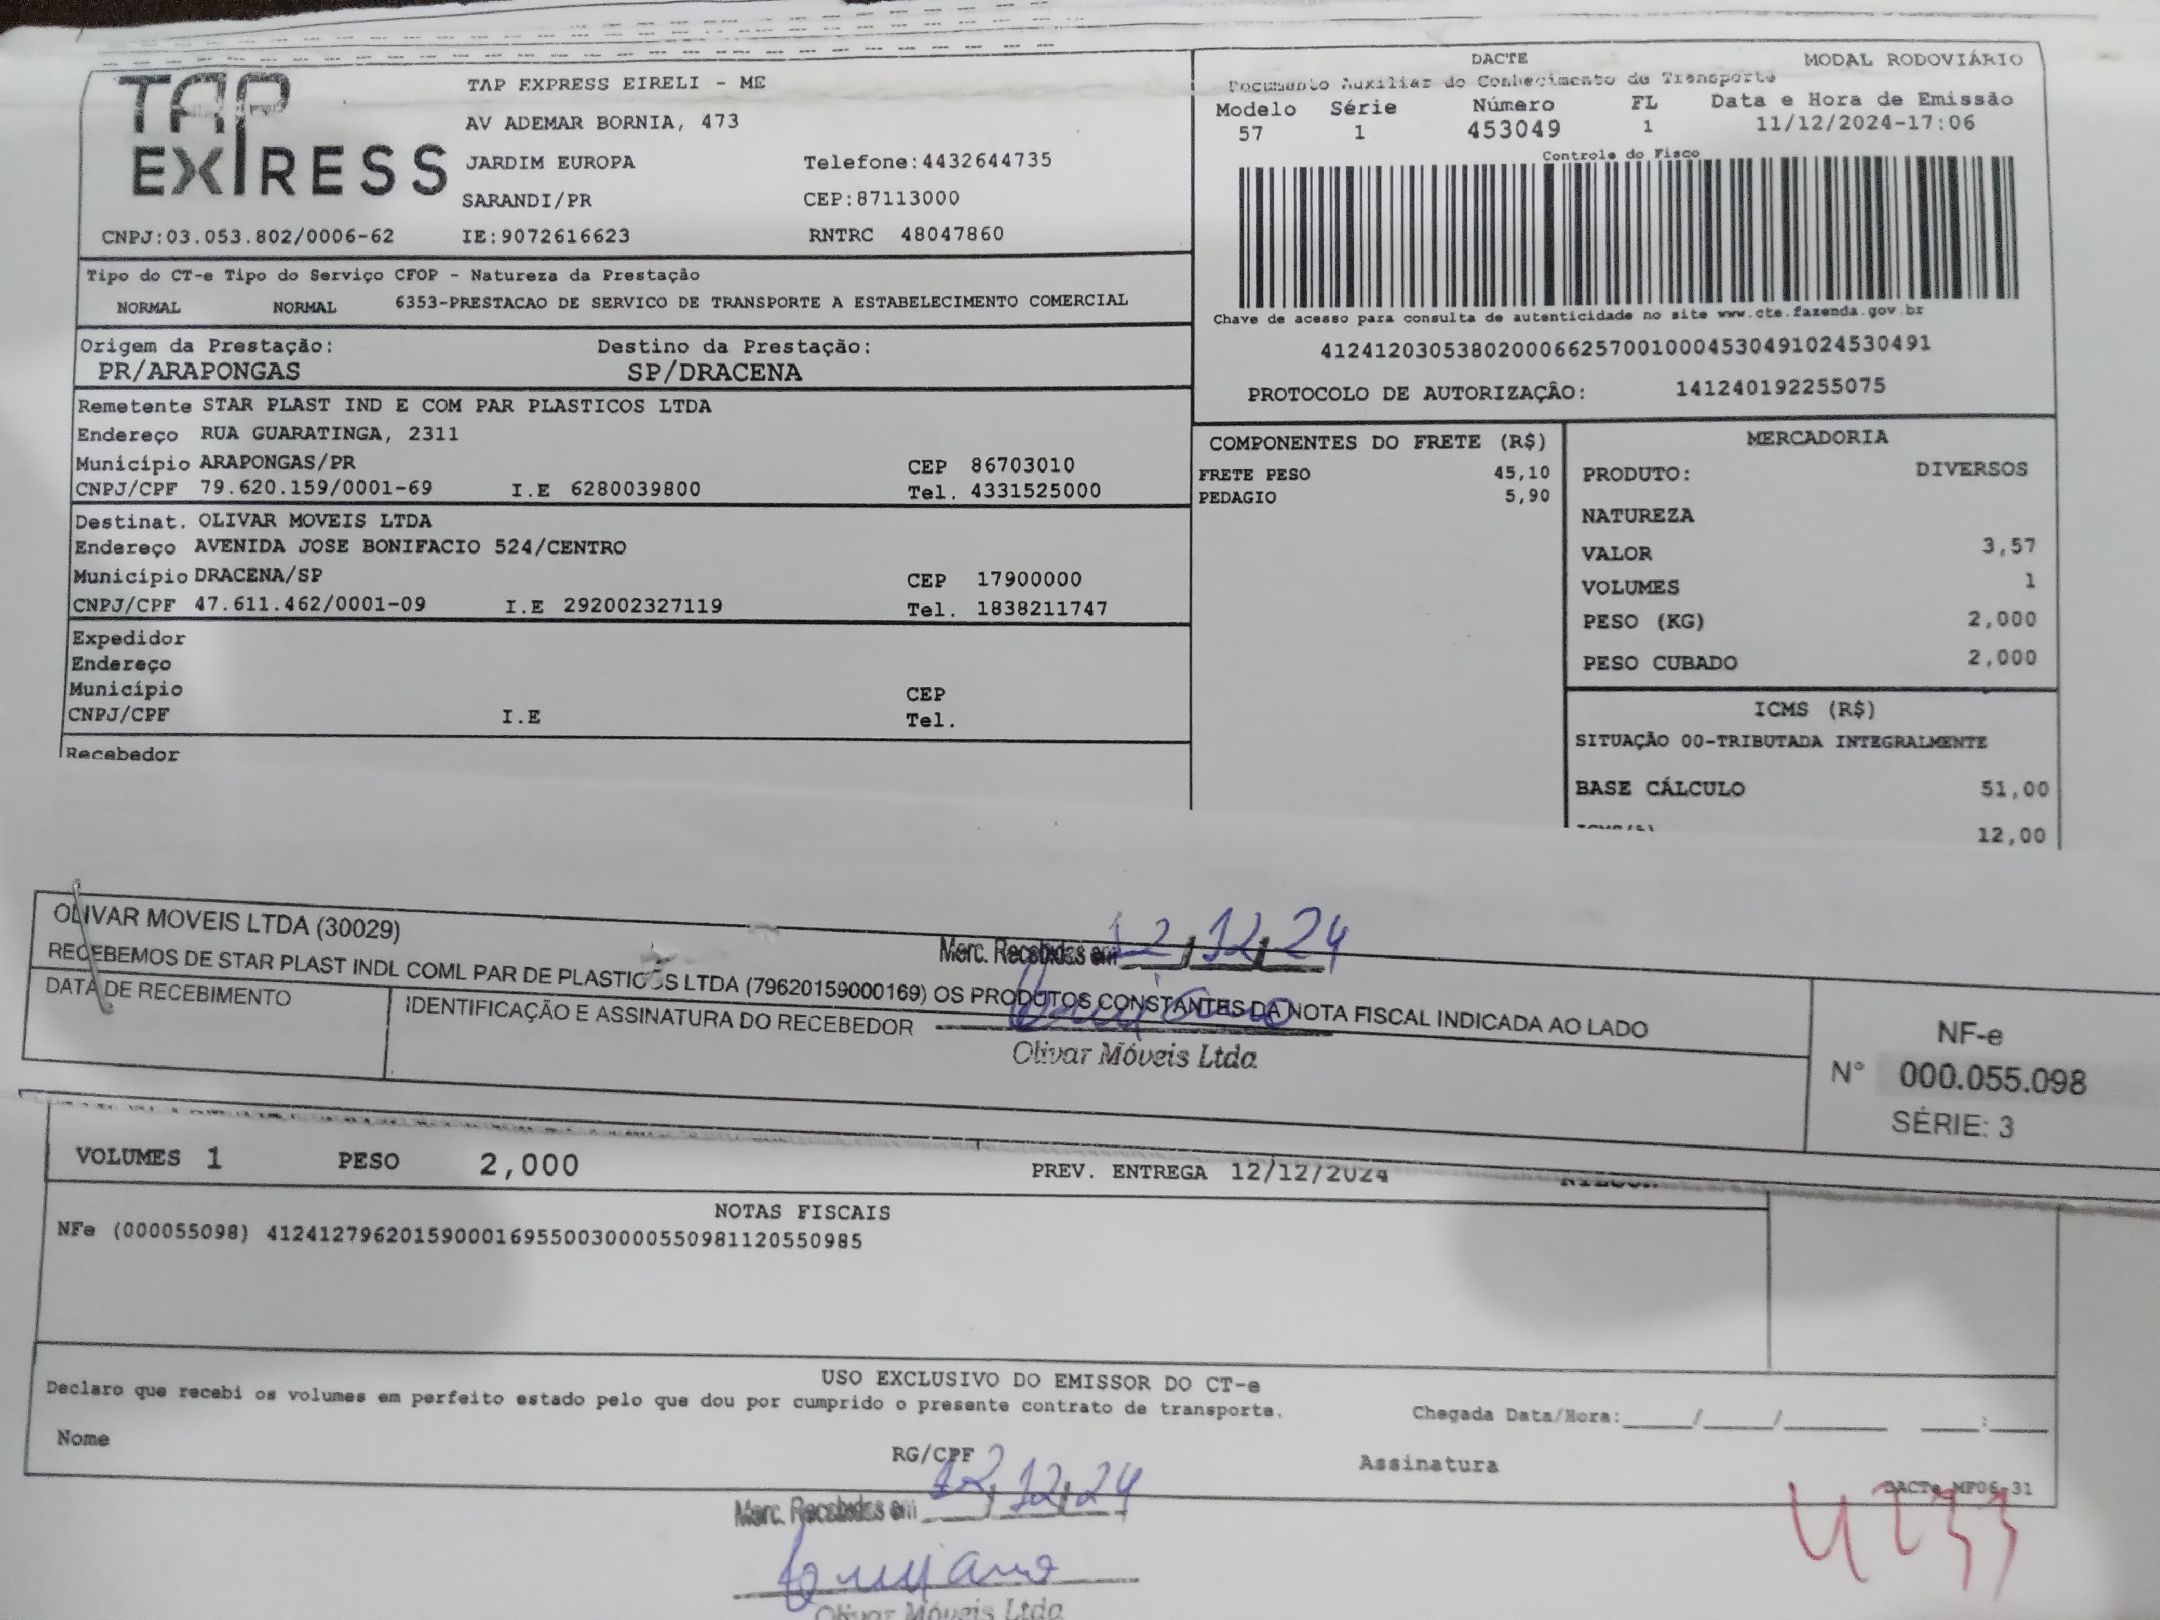 TAP EXPRESS
TAP EXPRESS EIRELI - ME
AV ADEMAR BORNIA, 473
JARDIM EUROPA Telefone:4432644735
SARANDI/PR CEP:87113000
CNPJ:03.053.802/0006-62 IE:9072616623 RNTRC 48047860
DACTE MODAL RODOVIÁRIO
Documento Auxiliar do Conhecimento de Transporte
Modelo Série Número FL Data e Hora de Emissão
57 1 453049 1 11/12/2024-17:06
Controle do Fisco
Chave de acesso para consulta de autenticidade no site www.cte.fazenda.gov.br
41241203053802000662570010004530491024530491
PROTOCOLO DE AUTORIZAÇÃO: 141240192255075
Tipo do CT-e Tipo do Serviço CFOP - Natureza da Prestação
NORMAL NORMAL 6353-PRESTACAO DE SERVICO DE TRANSPORTE A ESTABELECIMENTO COMERCIAL
Origem da Prestação: Destino da Prestação:
PR/ARAPONGAS SP/DRACENA
Remetente STAR PLAST IND E COM PAR PLASTICOS LTDA
Endereço RUA GUARATINGA, 2311
Município ARAPONGAS/PR CEP 86703010
CNPJ/CPF 79.620.159/0001-69 I.E 6280039800 Tel. 4331525000
Destinat. OLIVAR MOVEIS LTDA
Endereço AVENIDA JOSE BONIFACIO 524/CENTRO
Município DRACENA/SP CEP 17900000
CNPJ/CPF 47.611.462/0001-09 I.E 292002327119 Tel. 1838211747
Expedidor
Endereço
Município CEP
CNPJ/CPF I.E Tel.
Recebedor
COMPONENTES DO FRETE (R$)
FRETE PESO 45,10
PEDAGIO 5,90
MERCADORIA
PRODUTO: DIVERSOS
NATUREZA
VALOR 3,57
VOLUMES 1
PESO (KG) 2,000
PESO CUBADO 2,000
ICMS (R$)
SITUAÇÃO 00-TRIBUTADA INTEGRALMENTE
BASE CÁLCULO 51,00
12,00
OLIVAR MOVEIS LTDA (30029)
Merc. Recebidas em 12/12/24
RECEBEMOS DE STAR PLAST INDL COML PAR DE PLASTICOS LTDA (79620159000169) OS PRODUTOS CONSTANTES DA NOTA FISCAL INDICADA AO LADO
DATA DE RECEBIMENTO IDENTIFICAÇÃO E ASSINATURA DO RECEBEDOR
Olivar Móveis Ltda
NF-e
N° 000.055.098
SÉRIE: 3
VOLUMES 1 PESO 2,000 PREV. ENTREGA 12/12/2024
NOTAS FISCAIS
NFe (000055098) 41241279620159000169550030000550981120550985
USO EXCLUSIVO DO EMISSOR DO CT-e
Declaro que recebi os volumes em perfeito estado pelo que dou por cumprido o presente contrato de transporte.
Chegada Data/Hora:____/____/______ ____:____
Nome RG/CPF Assinatura
DACTe MP06-31
Merc. Recebidas em 12/12/24
Olivar Móveis Ltda